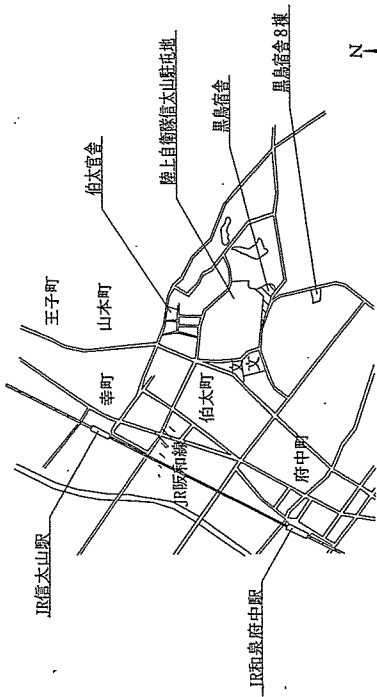 王子町
山本町
伯太官舎
陸上自衛隊信太山駐屯地
黒鳥宿舎
黒鳥宿舎8棟
N
幸町
伯太町
文
文
府中町
JR阪和線
JR信太山駅
JR和泉府中駅